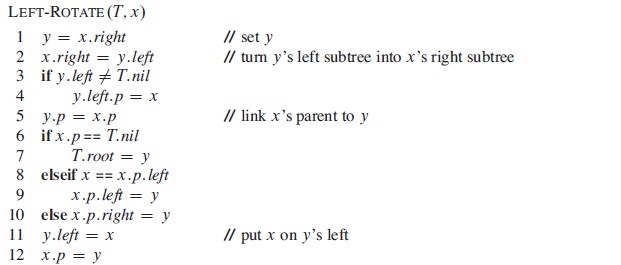 LEFT-ROTATE(T, x)
1 y = x.right // set y
2 x.right = y.left // turn y's left subtree into x's right subtree
3 if y.left ≠ T.nil
4 y.left.p = x
5 y.p = x.p // link x's parent to y
6 if x.p == T.nil
7 T.root = y
8 elseif x == x.p.left
9 x.p.left = y
10 else x.p.right = y
11 y.left = x // put x on y's left
12 x.p = y